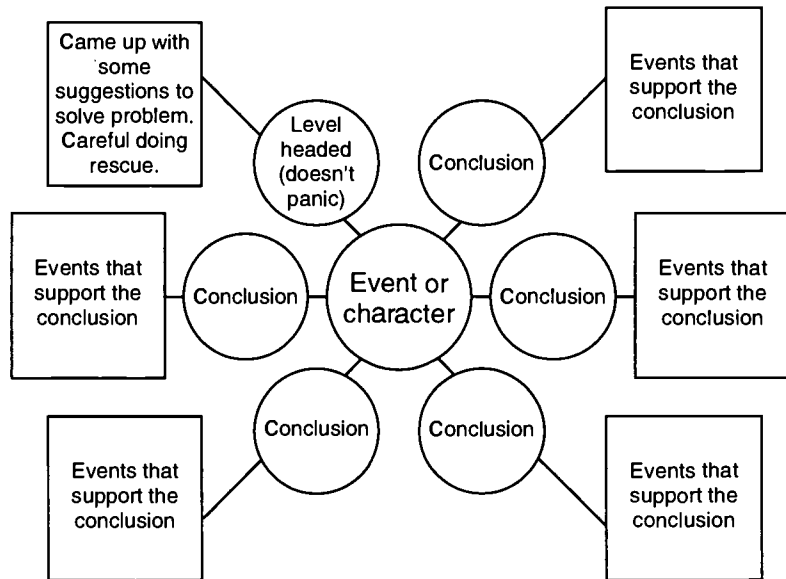 Came up with
some
suggestions to
solve problem.
Careful doing
rescue.
Level
headed
(doesn't
panic)
Conclusion
Events that
support the
conclusion
Events that
support the
conclusion
Conclusion
Event or
character
Conclusion
Events that
support the
conclusion
Events that
support the
conclusion
Conclusion
Conclusion
Events that
support the
conclusion